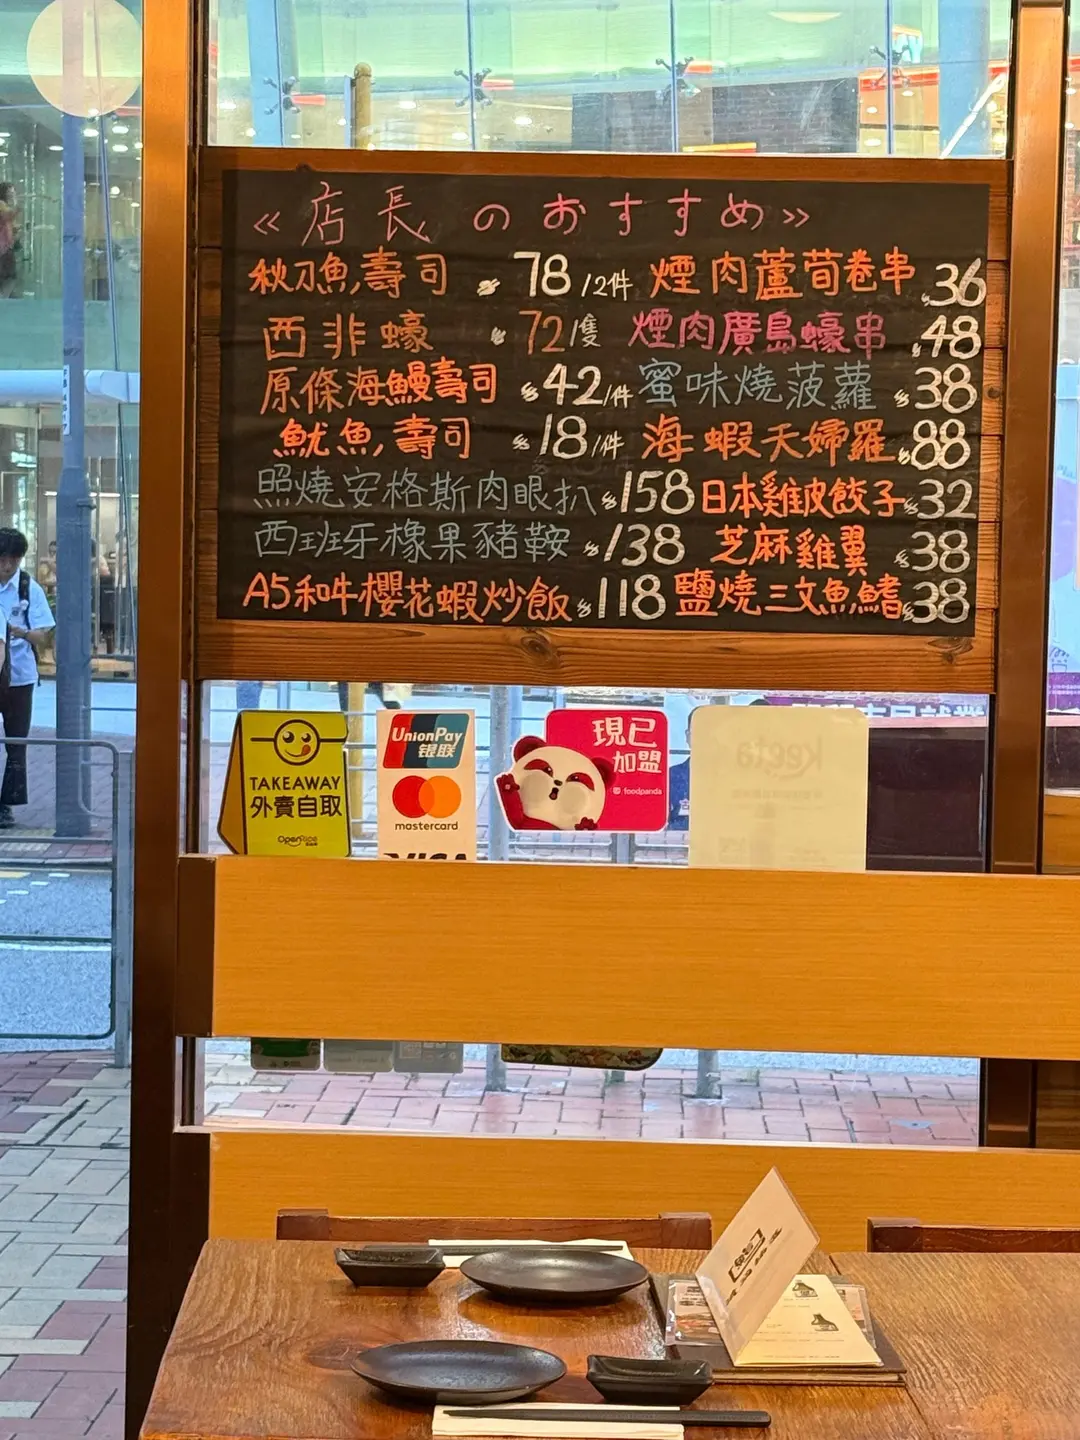 ≪店長のおすすめ≫
秋刀魚壽司 $78/2件
西非蠔 $72/隻
原條海鰻壽司 $42/件
魷魚壽司 $18/件
照燒安格斯肉眼扒 $158
西班牙橡果豬鞍 $138
A5和牛櫻花蝦炒飯 $118
煙肉蘆荀卷串 $36
煙肉廣島蠔串 $48
蜜味燒菠蘿 $38
海蝦天婦羅 $88
日本雞皮餃子 $32
芝麻雞翼 $38
鹽燒三文魚鰭 $38
TAKEAWAY
外賣自取
OpenRice
UnionPay
银联
mastercard
VISA
現已
加盟
foodpanda
Keeta